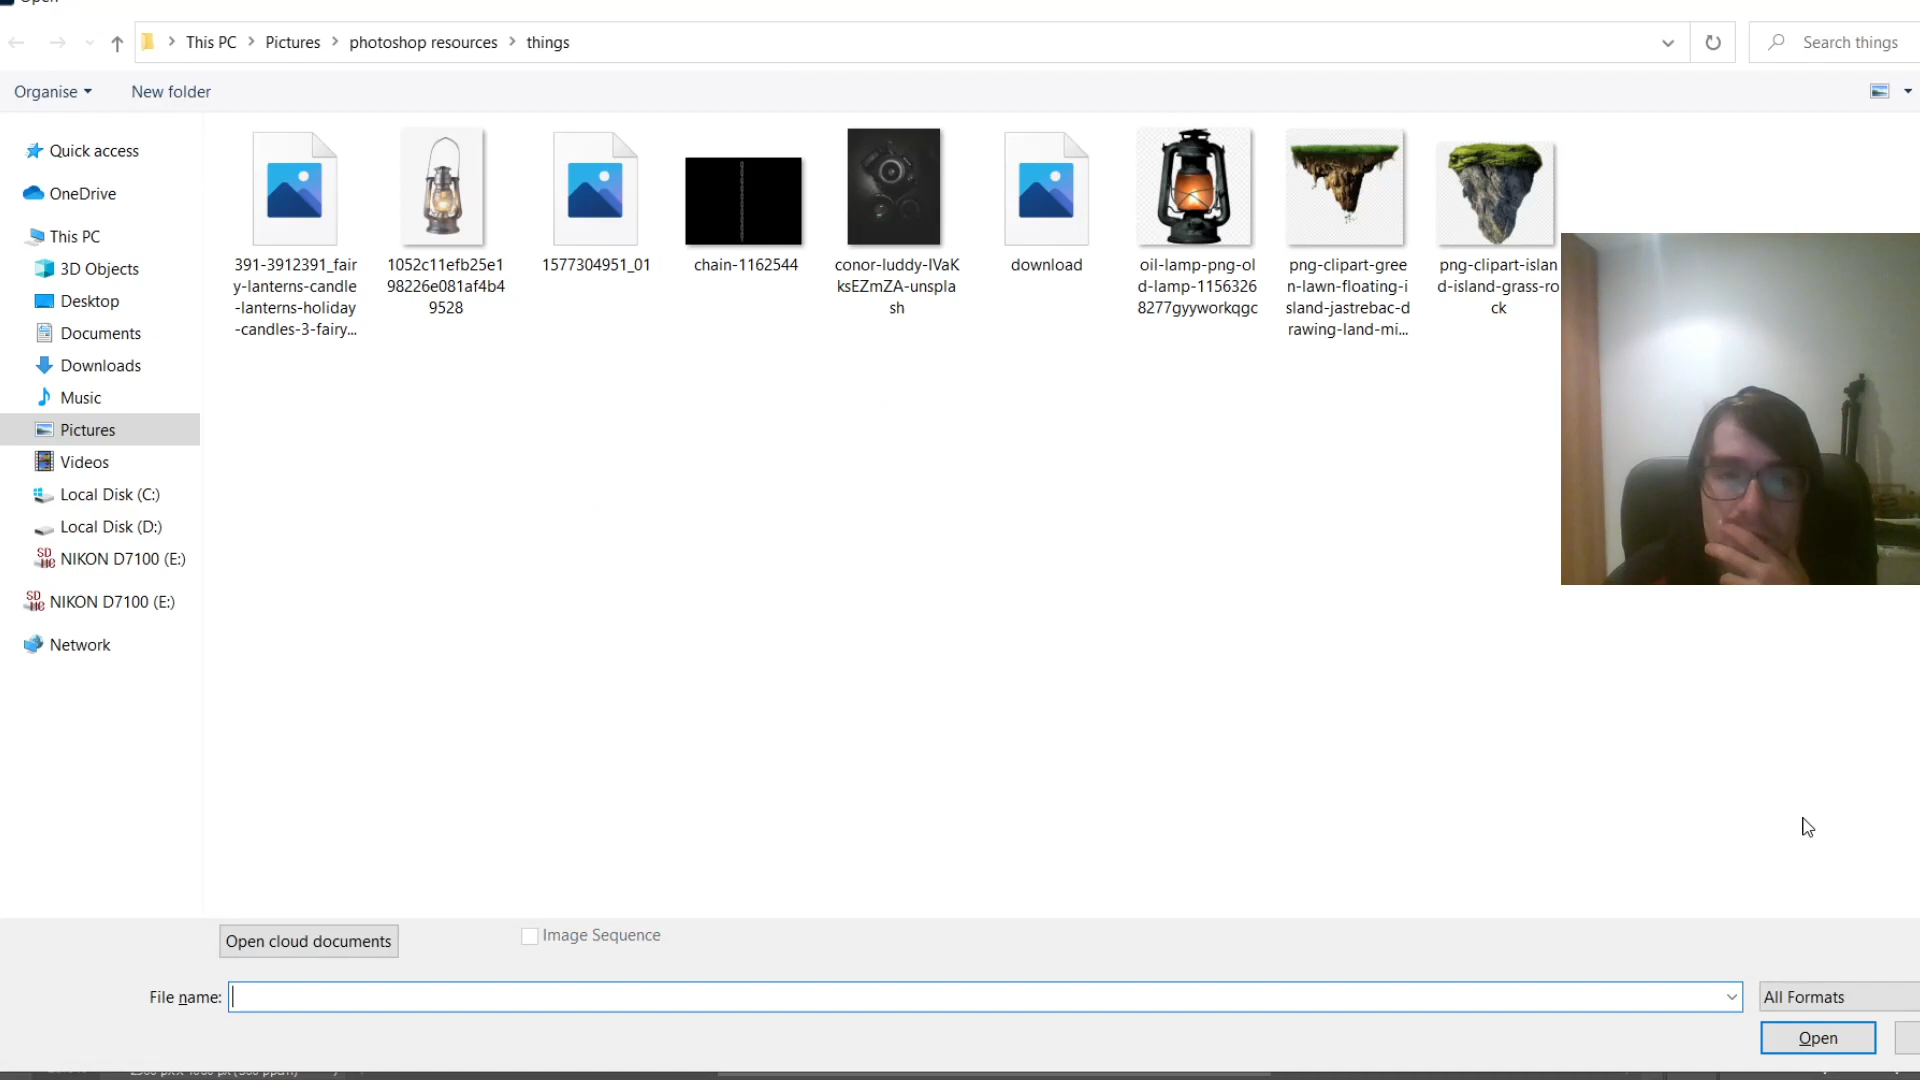 Open
This PC
Pictures
photoshop resources
things
Search things
Organise
New folder
Quick access
OneDrive
This PC
3D Objects
Desktop
Documents
Downloads
Music
Pictures
Videos
Local Disk (C:)
Local Disk (D:)
NIKON D7100 (E:)
NIKON D7100 (E:)
Network
391-3912391_fair
y-lanterns-candle
-lanterns-holiday
-candles-3-fairy...
1052c11efb25e1
98226e081af4b4
9528
1577304951_01
chain-1162544
conor-luddy-IVaK
ksEZmZA-unspla
sh
download
oil-lamp-png-ol
d-lamp-1156326
8277gyyworkqgc
png-clipart-gree
n-lawn-floating-i
sland-jastrebac-d
rawing-land-mi...
png-clipart-islan
d-island-grass-ro
ck
Open cloud documents
Image Sequence
File name:
All Formats
Open